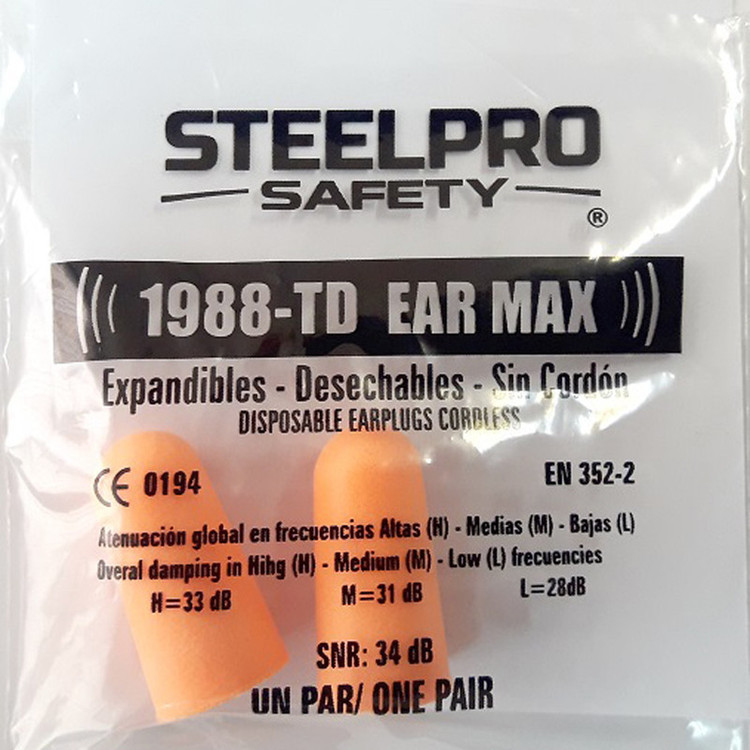 STEELPRO
SAFETY
®
1988-TD EAR MAX
Expandibles - Desechables - Sin Cordón
DISPOSABLE EARPLUGS CORDLESS
CE 0194
EN 352-2
Atenuación global en frecuencias Altas (H) - Medias (M) - Bajas (L)
Overal damping in Hihg (H) - Medium (M) - Low (L) frecuencies
H=33 dB M=31 dB L=28dB
SNR: 34 dB
UN PAR/ ONE PAIR